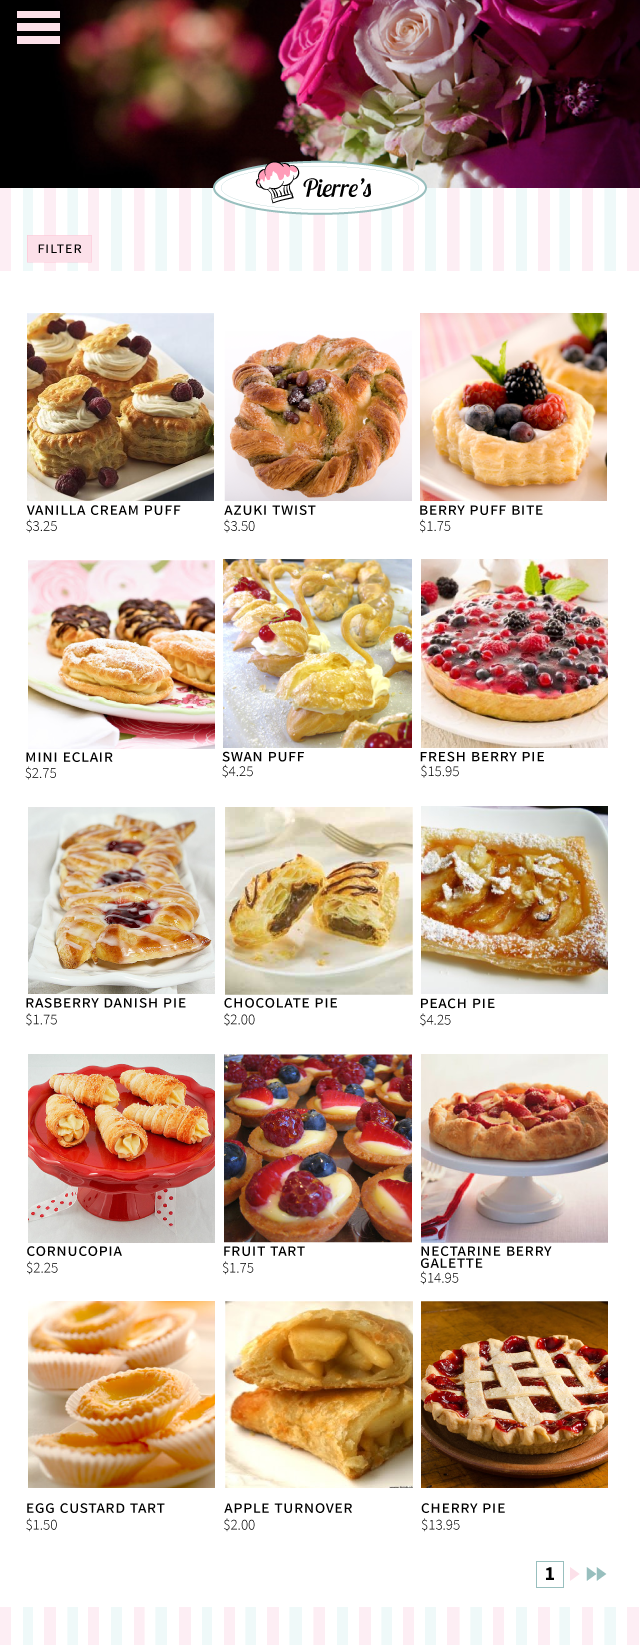 Pierre's
FILTER
VANILLA CREAM PUFF
$3.25
AZUKI TWIST
$3.50
BERRY PUFF BITE
$1.75
MINI ECLAIR
$2.75
SWAN PUFF
$4.25
FRESH BERRY PIE
$15.95
RASBERRY DANISH PIE
$1.75
CHOCOLATE PIE
$2.00
PEACH PIE
$4.25
CORNUCOPIA
$2.25
FRUIT TART
$1.75
NECTARINE BERRY
GALETTE
$14.95
EGG CUSTARD TART
$1.50
APPLE TURNOVER
$2.00
CHERRY PIE
$13.95
1